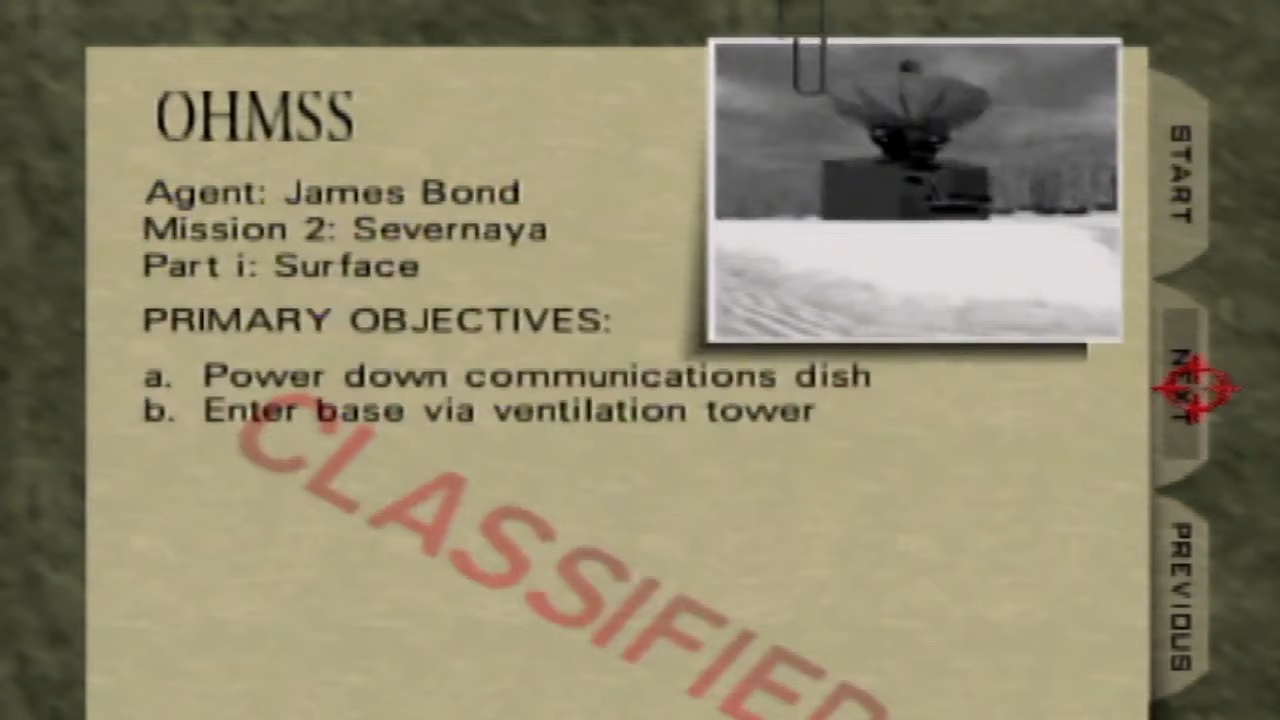 OHMSS
Agent: James Bond
Mission 2: Severnaya
Part i: Surface
PRIMARY OBJECTIVES:
a. Power down communications dish
b. Enter base via ventilation tower
CLASSIFIED
START
NEXT
PREVIOUS